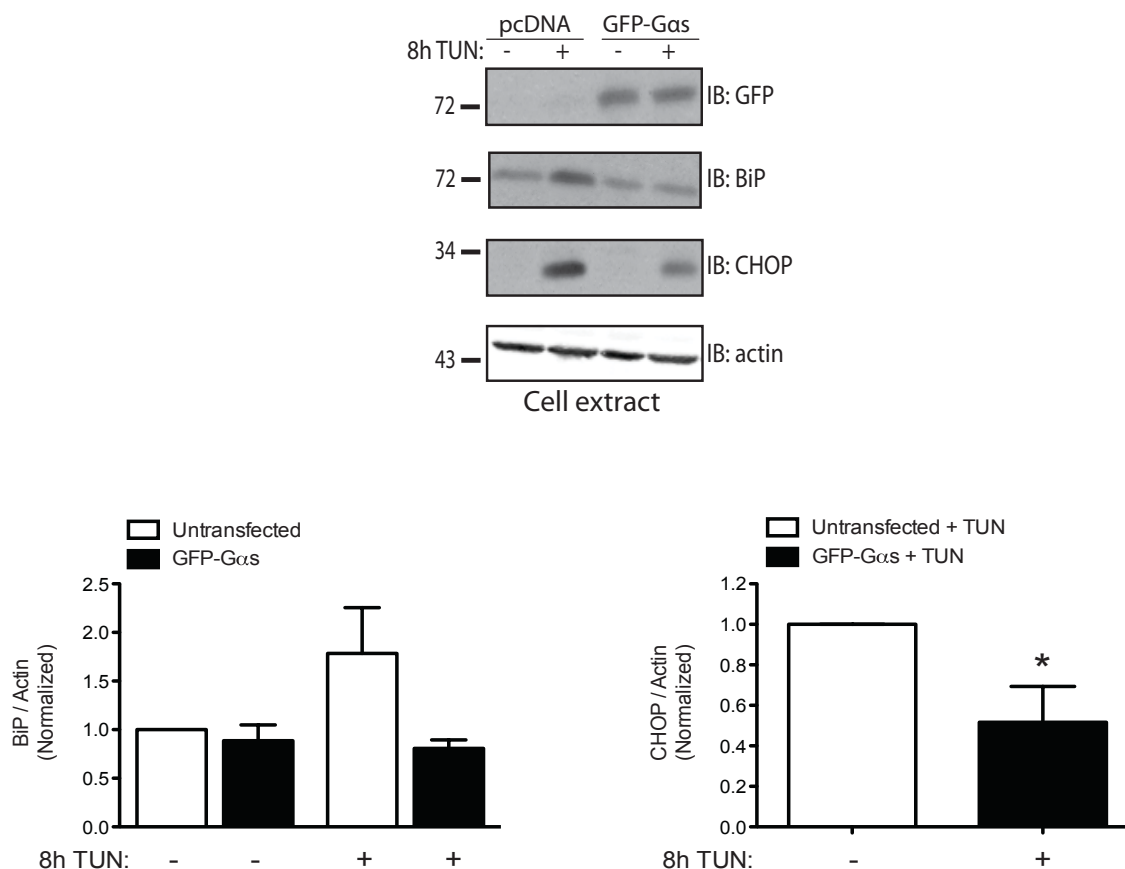 pcDNA GFP-Gαs
8h TUN: - + - +
72 IB: GFP
72 IB: BiP
34 IB: CHOP
43 IB: actin
Cell extract
Untransfected
GFP-Gαs
BiP / Actin
(Normalized)
2.5
2.0
1.5
1.0
0.5
0.0
8h TUN: - - + +
Untransfected + TUN
GFP-Gαs + TUN
CHOP / Actin
(Normalized)
1.2
1.0
0.8
0.6
0.4
0.2
0.0
*
8h TUN: - +